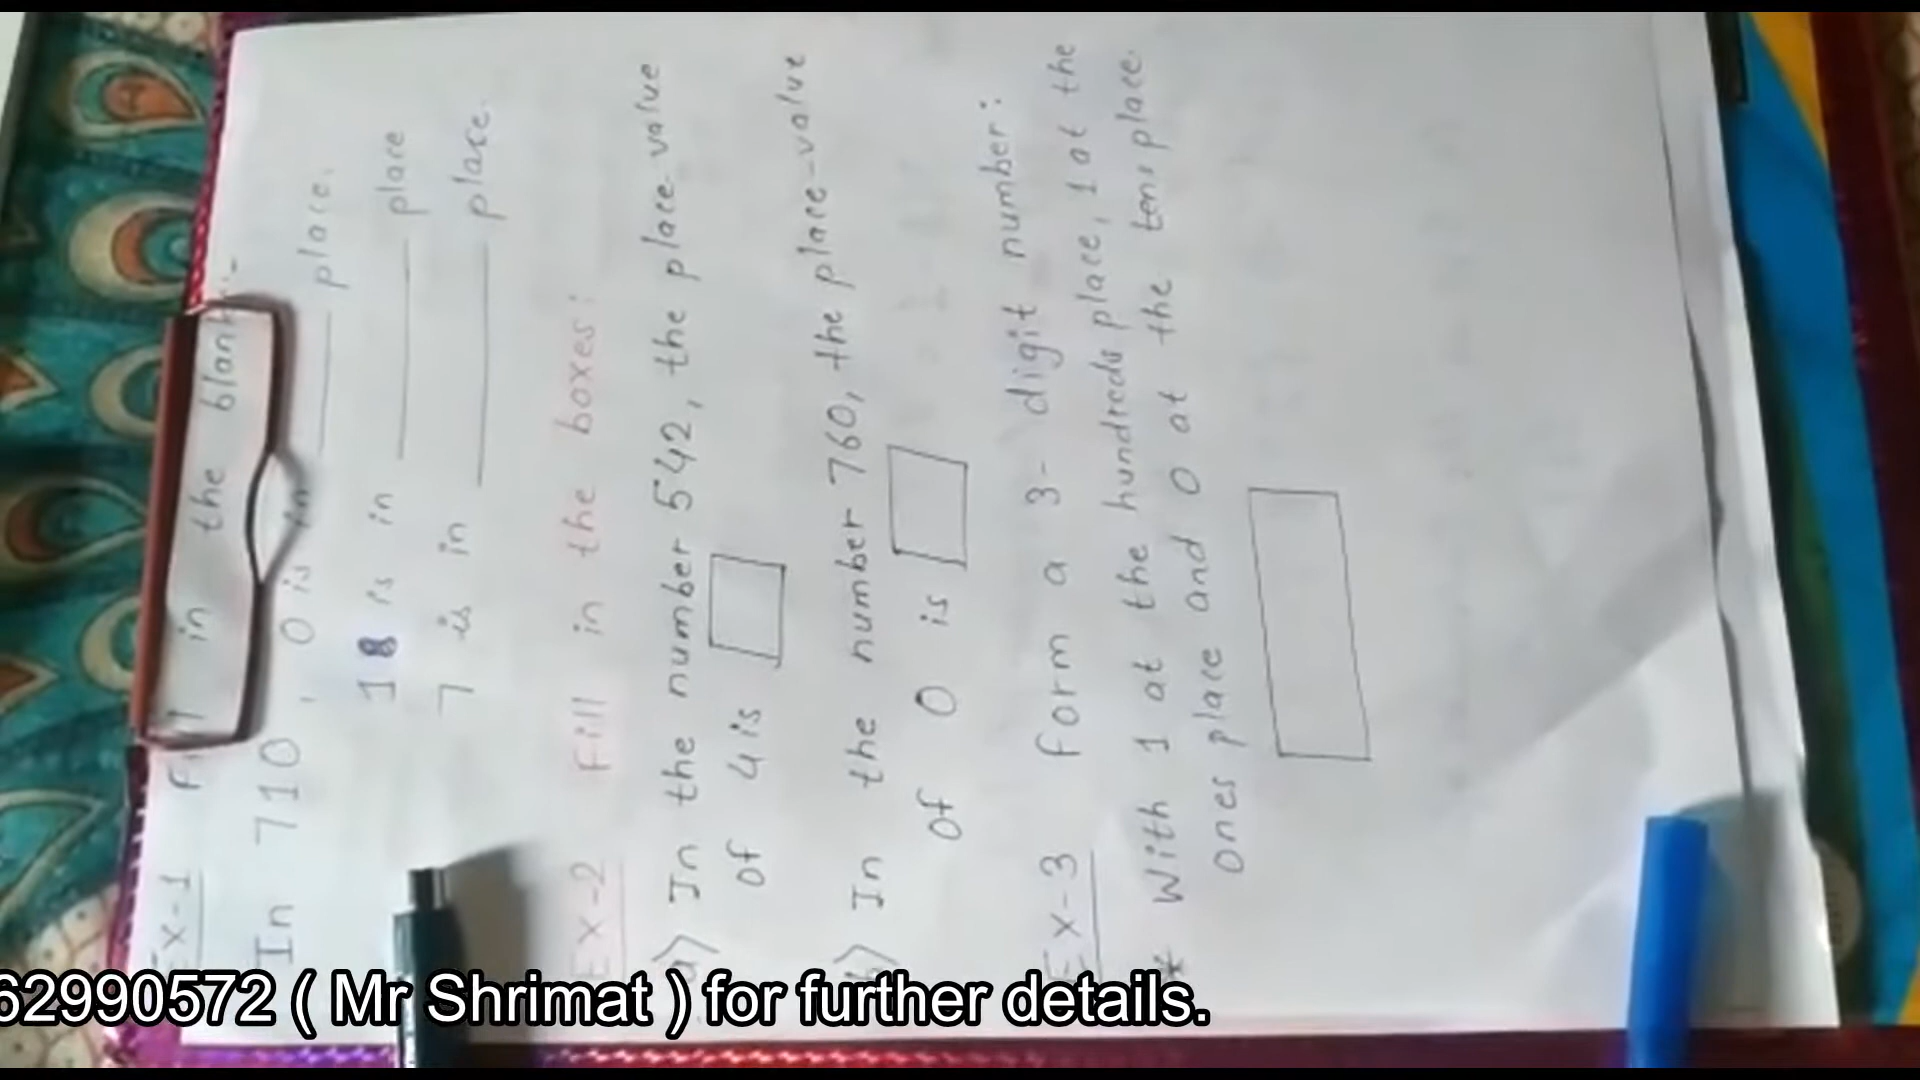 Ex-1 Fill in the blank:-
In 710, 0 is in ______ place.
1 8 is in ______ place
7 is in ______ place.
Ex-2 Fill in the boxes:
a) In the number 542, the place-value
of 4 is
b) In the number 760, the place-value
of 0 is
Ex-3 Form a 3-digit number:
* With 1 at the hundreds place, 1 at the
ones place and 0 at the tens place.
62990572 ( Mr Shrimat ) for further details.